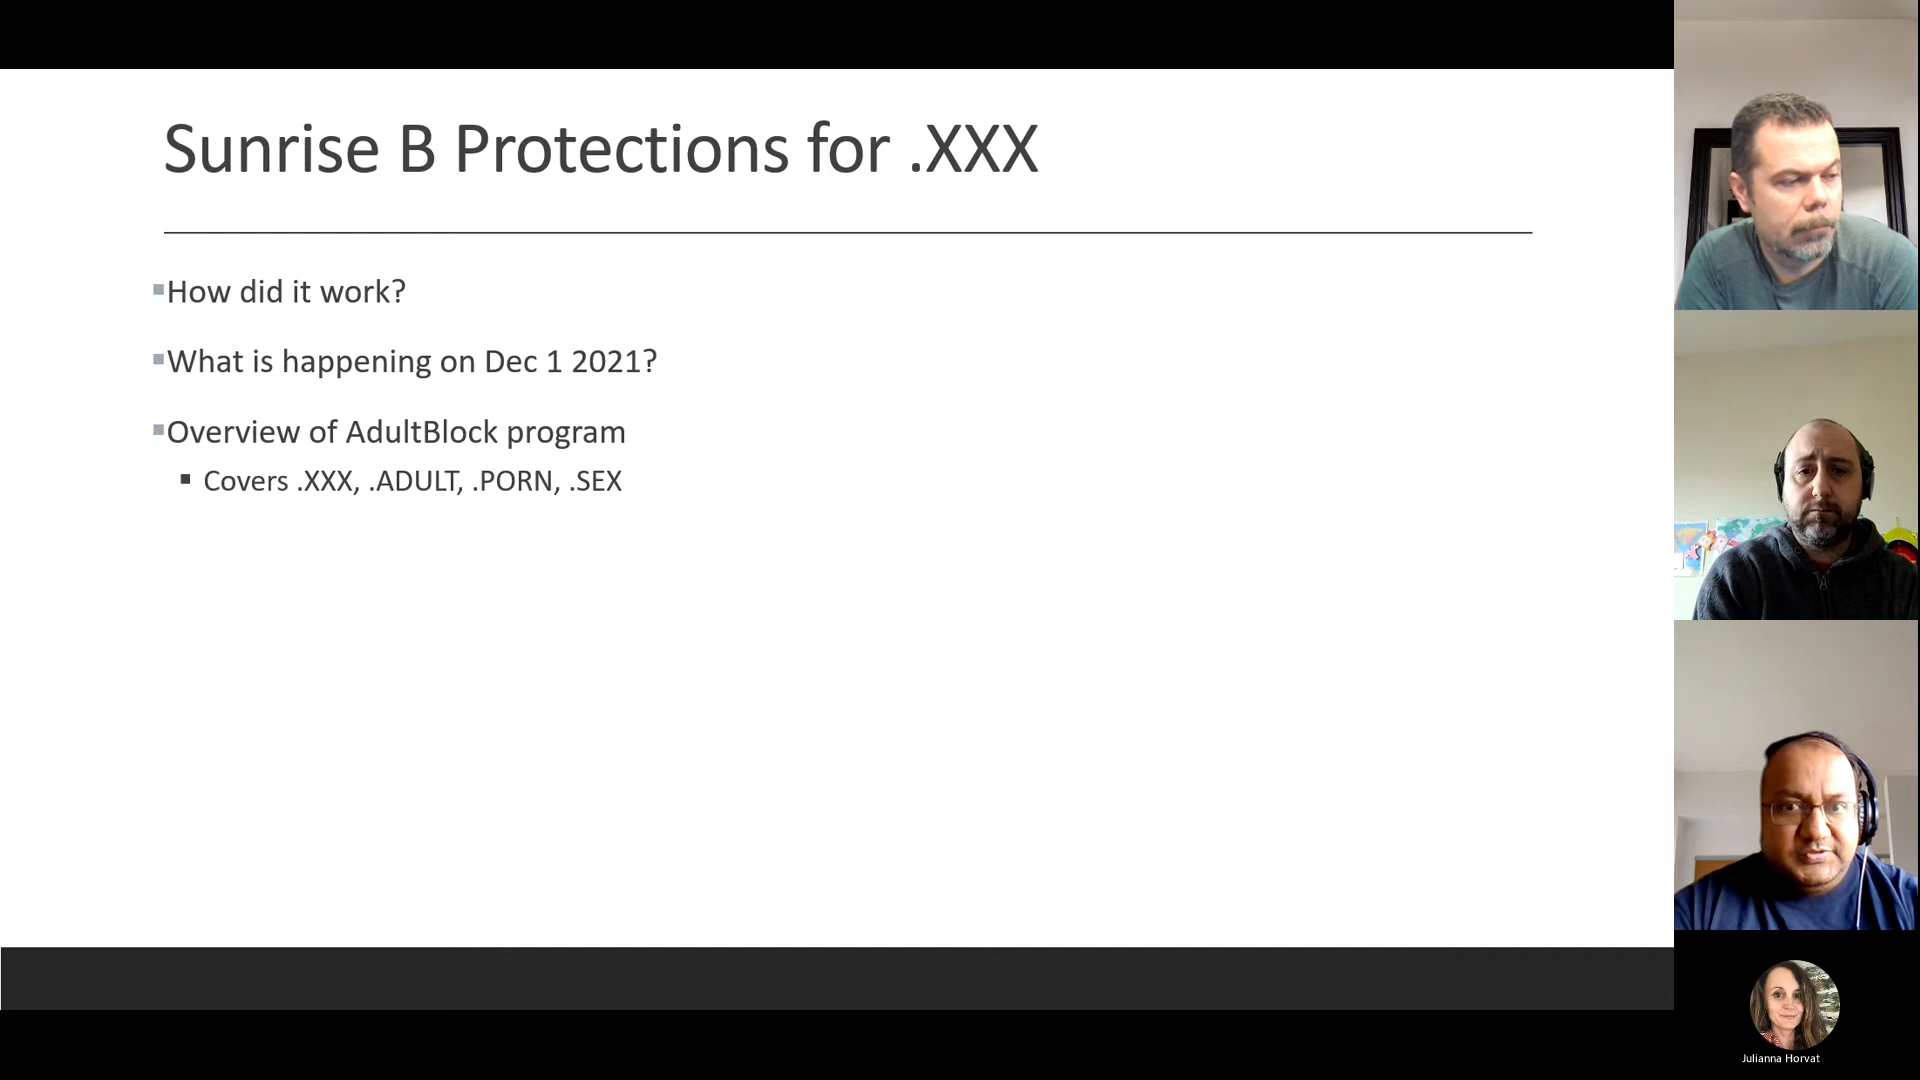 Sunrise B Protections for .XXX
How did it work?
What is happening on Dec 1 2021?
Overview of AdultBlock program
Covers .XXX, .ADULT, .PORN, .SEX
Julianna Horvat